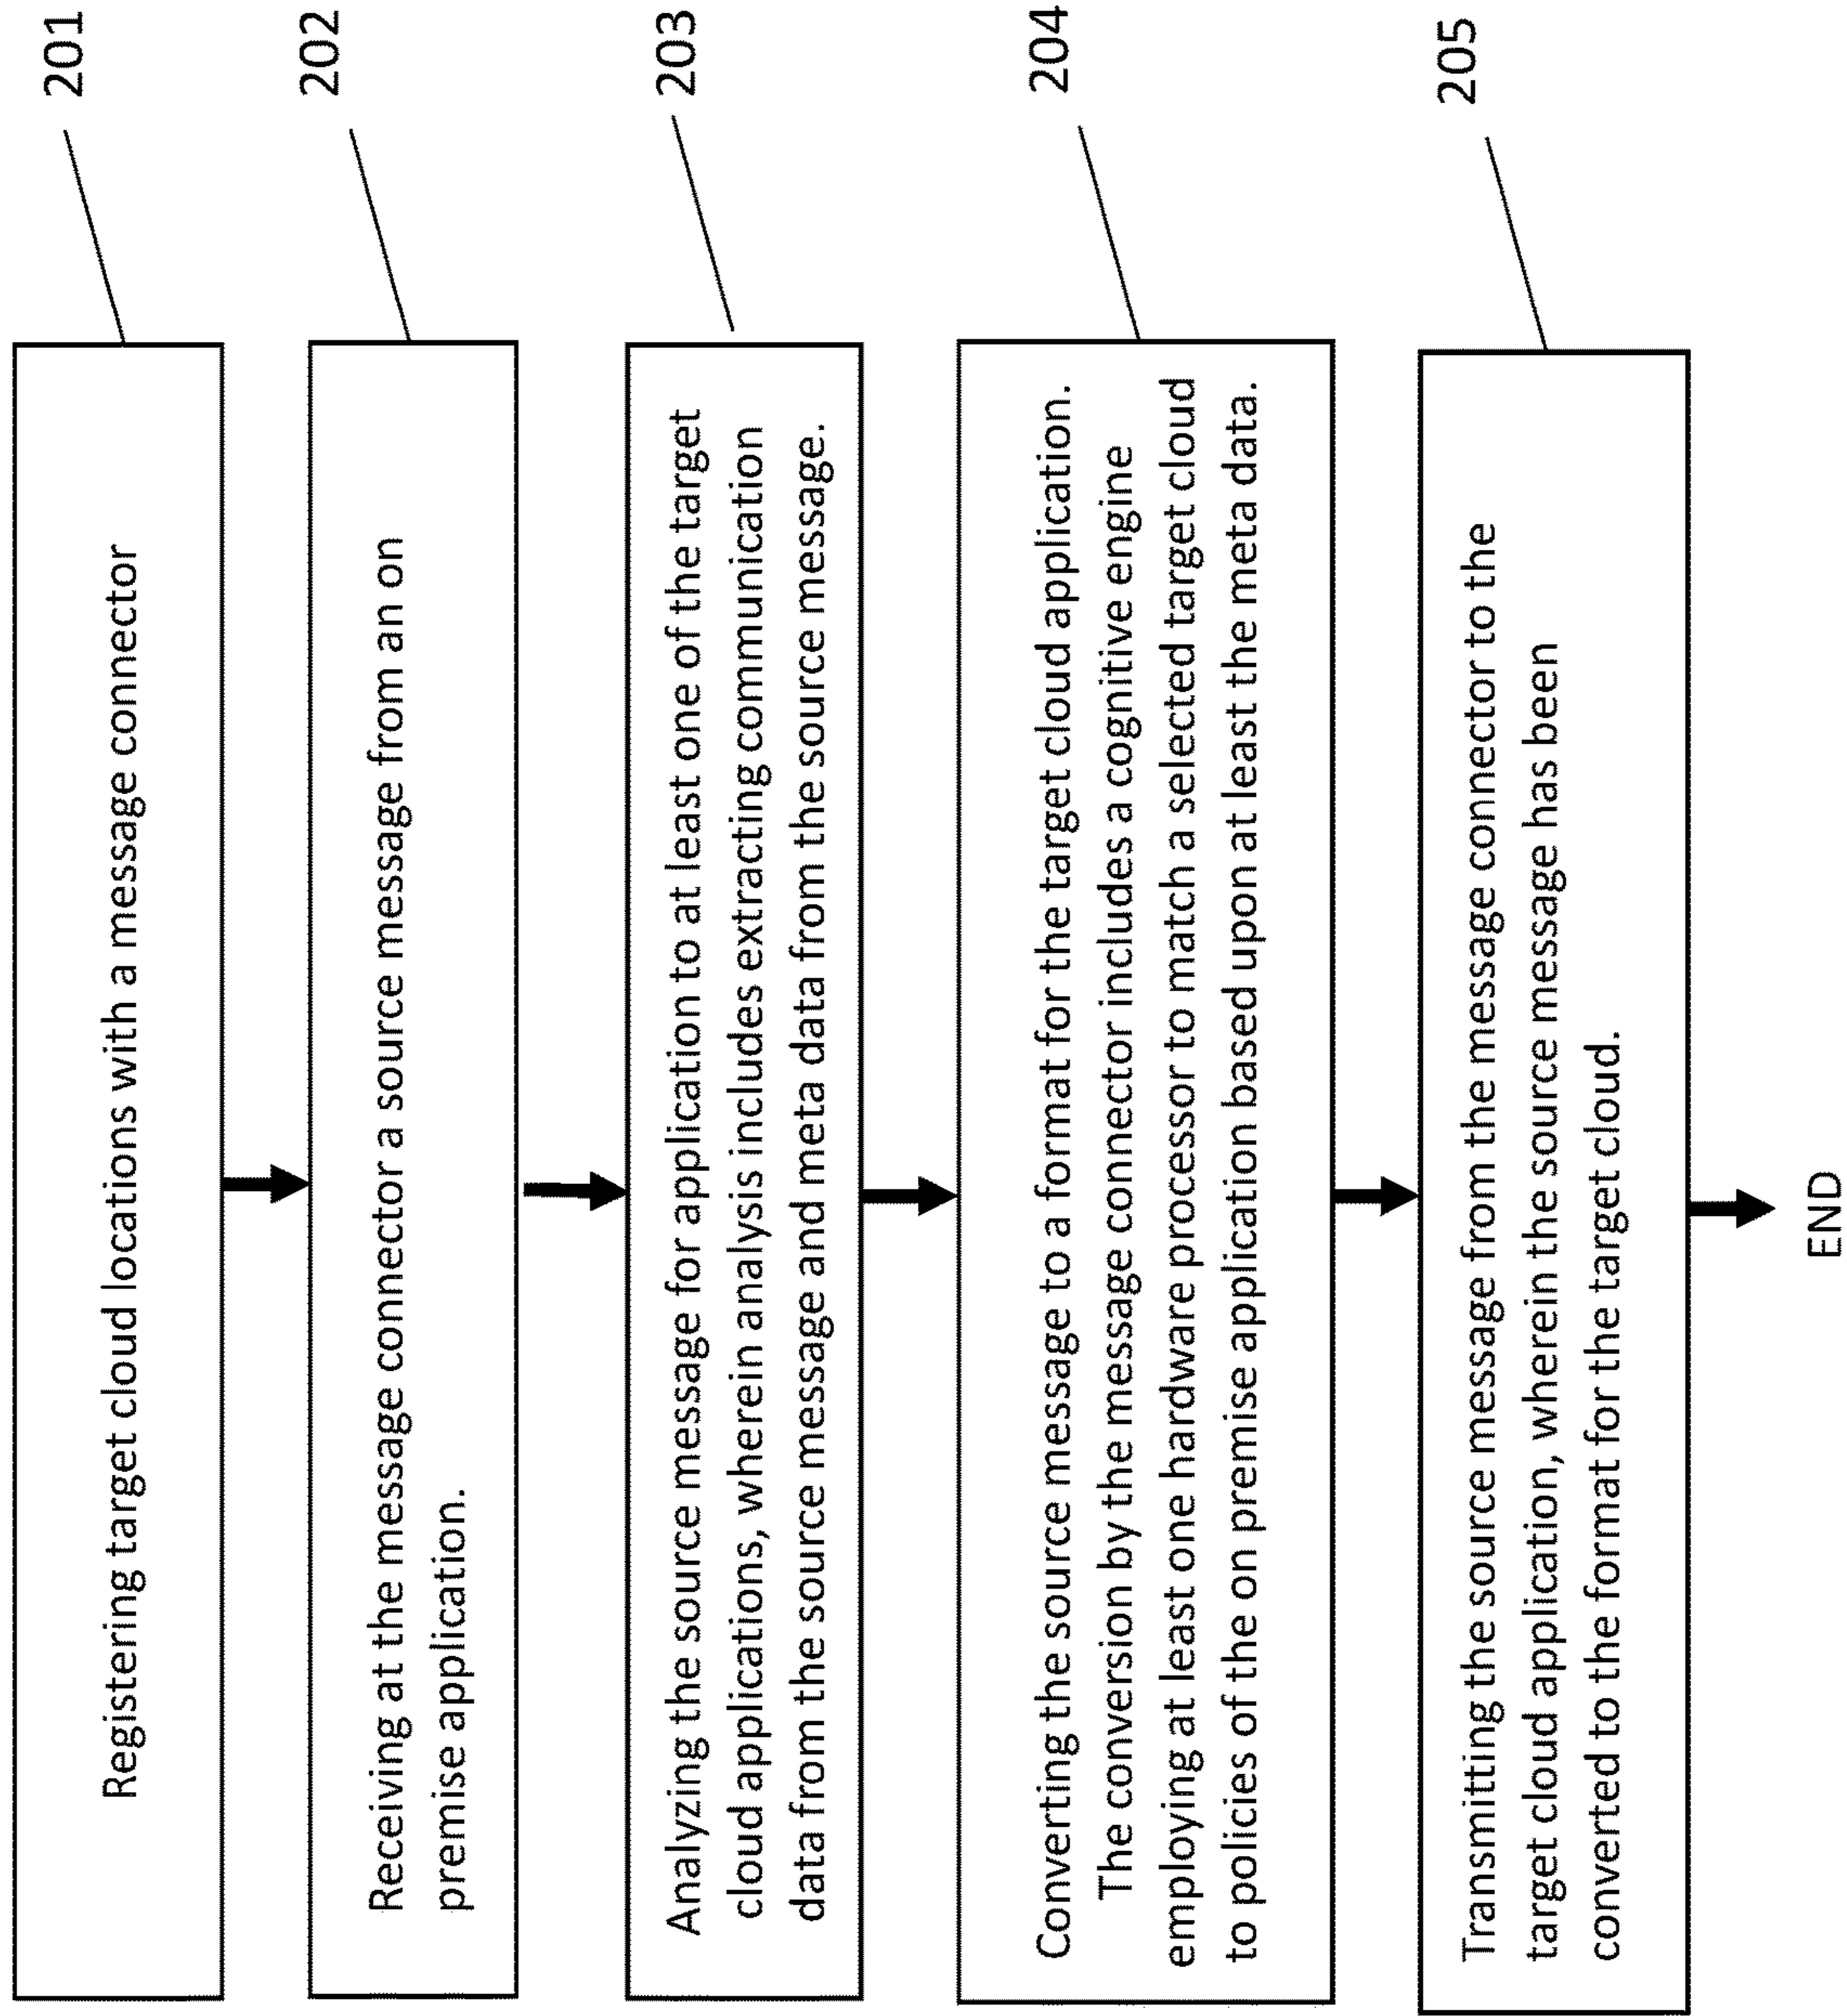 Registering target cloud locations with a message connector
201
Receiving at the message connector a source message from an on
premise application.
202
Analyzing the source message for application to at least one of the target
cloud applications, wherein analysis includes extracting communication
data from the source message and meta data from the source message.
203
Converting the source message to a format for the target cloud application.
The conversion by the message connector includes a cognitive engine
employing at least one hardware processor to match a selected target cloud
to policies of the on premise application based upon at least the meta data.
204
Transmitting the source message from the message connector to the
target cloud application, wherein the source message has been
converted to the format for the target cloud.
205
END